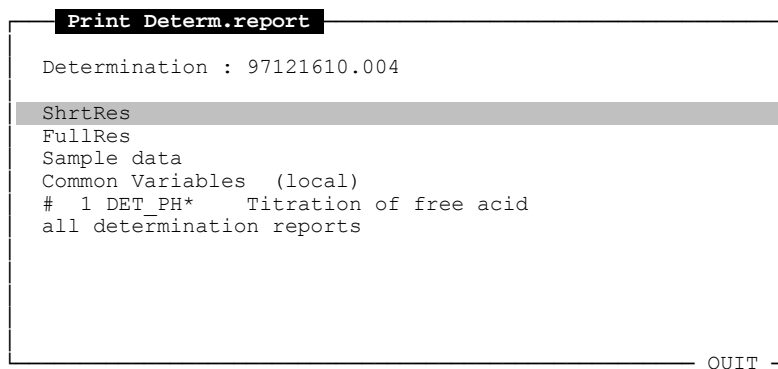 Print Determ.report
Determination : 97121610.004
ShrtRes
FullRes
Sample data
Common Variables  (local)
#  1 DET_PH*    Titration of free acid
all determination reports
OUIT